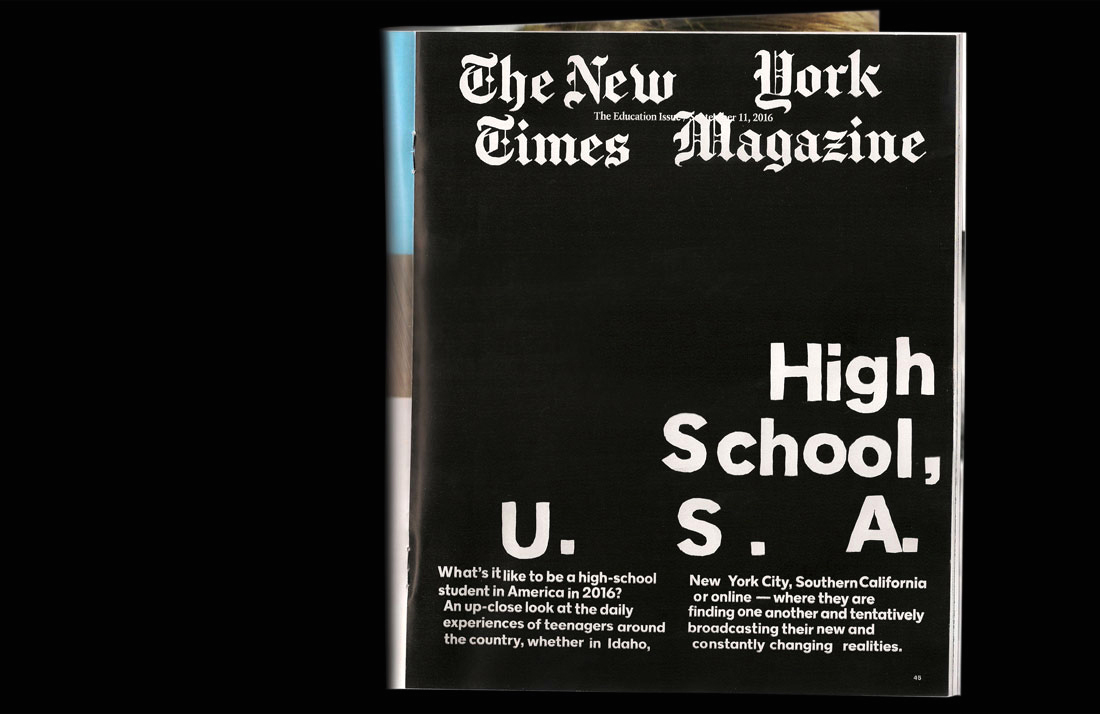 The New York
The Education Issue / September 11, 2016
Times Magazine
High
School,
U. S. A.
What's it like to be a high-school
student in America in 2016?
An up-close look at the daily
experiences of teenagers around
the country, whether in Idaho,
New York City, Southern California
or online — where they are
finding one another and tentatively
broadcasting their new and
constantly changing realities.
45